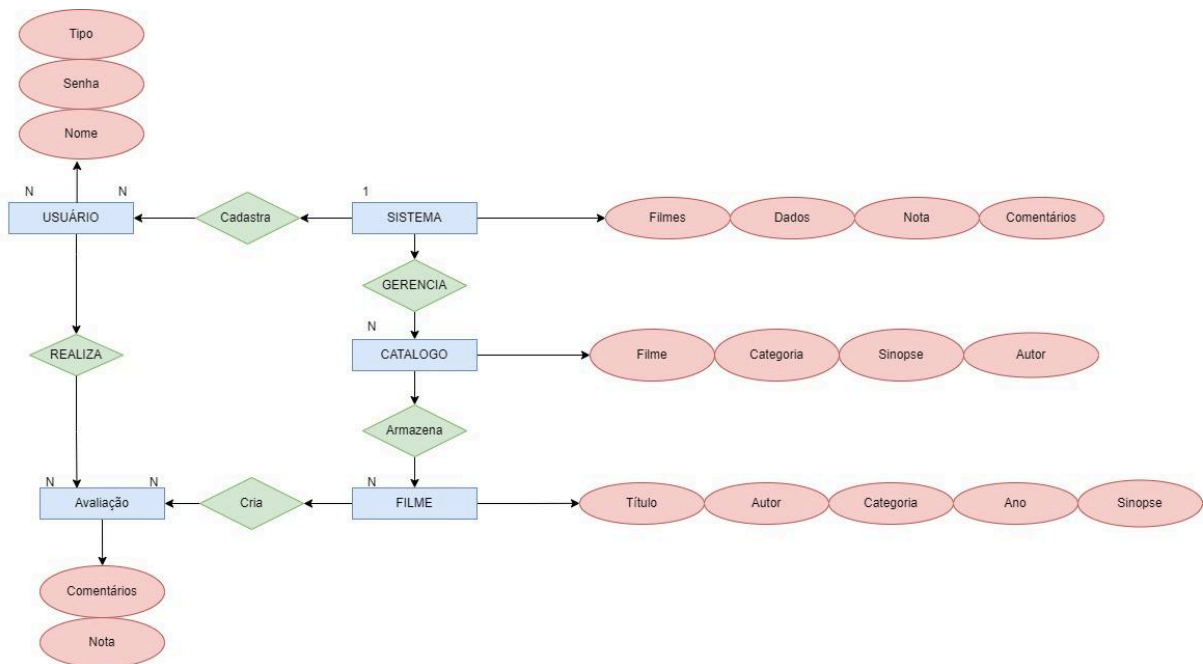 Tipo
Senha
Nome
N N 1
USUÁRIO Cadastra SISTEMA Filmes Dados Nota Comentários
GERENCIA
N
REALIZA CATALOGO Filme Categoria Sinopse Autor
Armazena
N N N
Avaliação Cria FILME Título Autor Categoria Ano Sinopse
Comentários
Nota